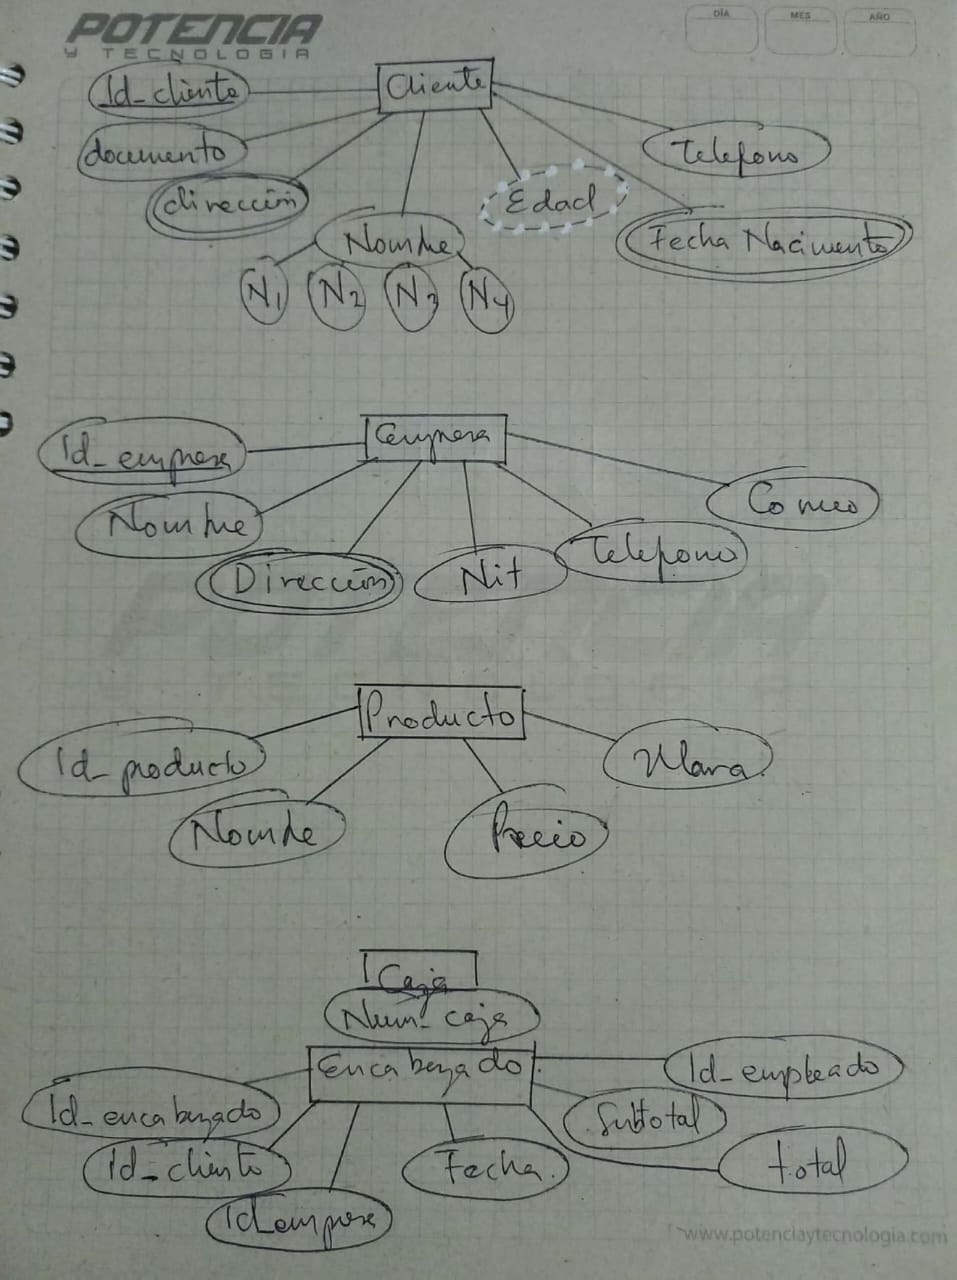 POTENCIA
Y TECNOLOGIA
DÍA MES AÑO
Id_cliente
Cliente
documento
Telefono
dirección
Edad
Nombre
Fecha Nacimento
N1 N2 N3 N4
Empresa
Id_empresa
Nombre
Correo
Dirección
Nit
Telefono
Producto
Id_producto
Marca
Nombre
Precio
Caja
Num_caja
Encabezado
Id_empleado
Id_encabezado
Subtotal
Id_cliente
Fecha
total
Id_empresa
www.potenciaytecnologia.com